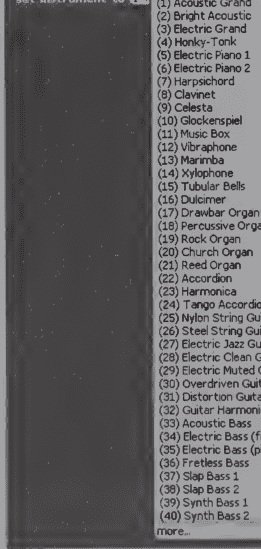 set instrument to
(1) Acoustic Grand
(2) Bright Acoustic
(3) Electric Grand
(4) Honky-Tonk
(5) Electric Piano 1
(6) Electric Piano 2
(7) Harpsichord
(8) Clavinet
(9) Celesta
(10) Glockenspiel
(11) Music Box
(12) Vibraphone
(13) Marimba
(14) Xylophone
(15) Tubular Bells
(16) Dulcimer
(17) Drawbar Organ
(18) Percussive Orga
(19) Rock Organ
(20) Church Organ
(21) Reed Organ
(22) Accordion
(23) Harmonica
(24) Tango Accordio
(25) Nylon String Gu
(26) Steel String Gui
(27) Electric Jazz Gu
(28) Electric Clean G
(29) Electric Muted G
(30) Overdriven Guit
(31) Distortion Guita
(32) Guitar Harmoni
(33) Acoustic Bass
(34) Electric Bass (fi
(35) Electric Bass (p
(36) Fretless Bass
(37) Slap Bass 1
(38) Slap Bass 2
(39) Synth Bass 1
(40) Synth Bass 2
more...